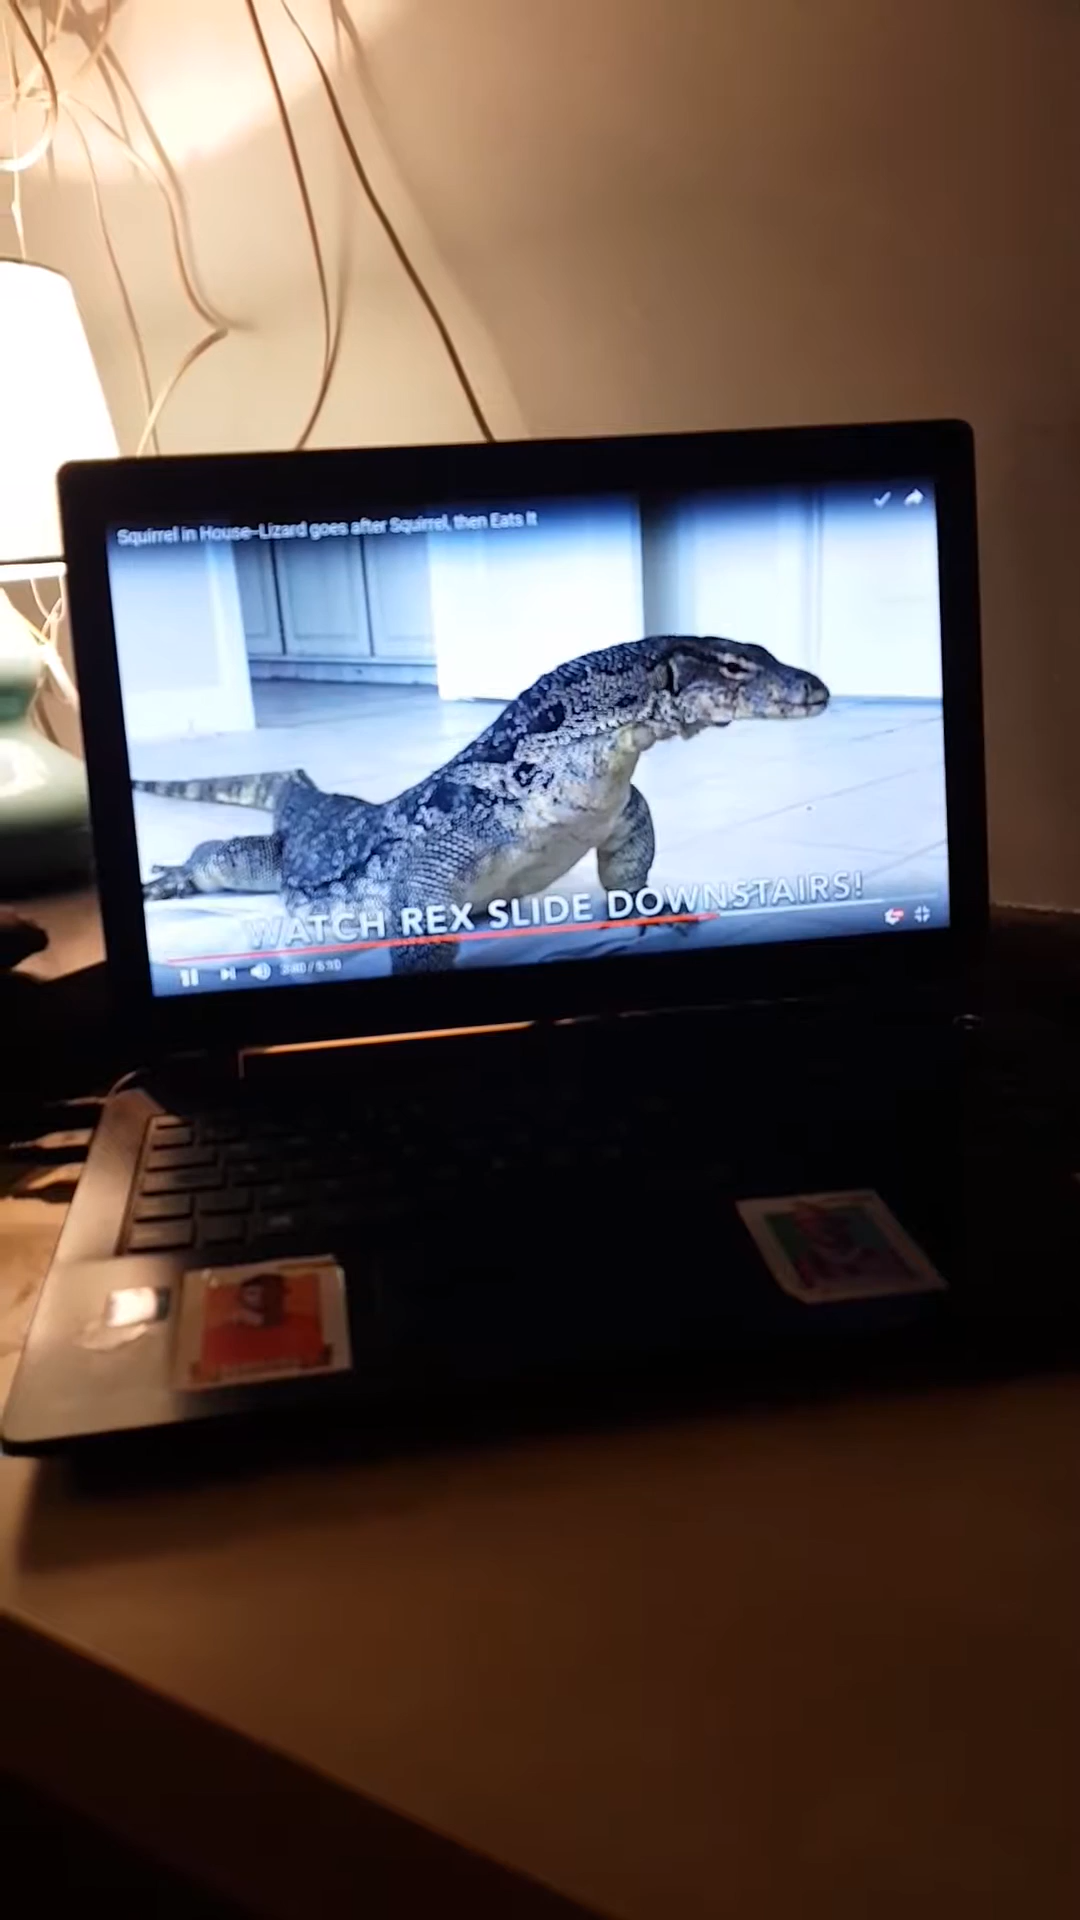 Squirrel in House--Lizard goes after Squirrel, then Eats It
WATCH REX SLIDE DOWNSTAIRS!